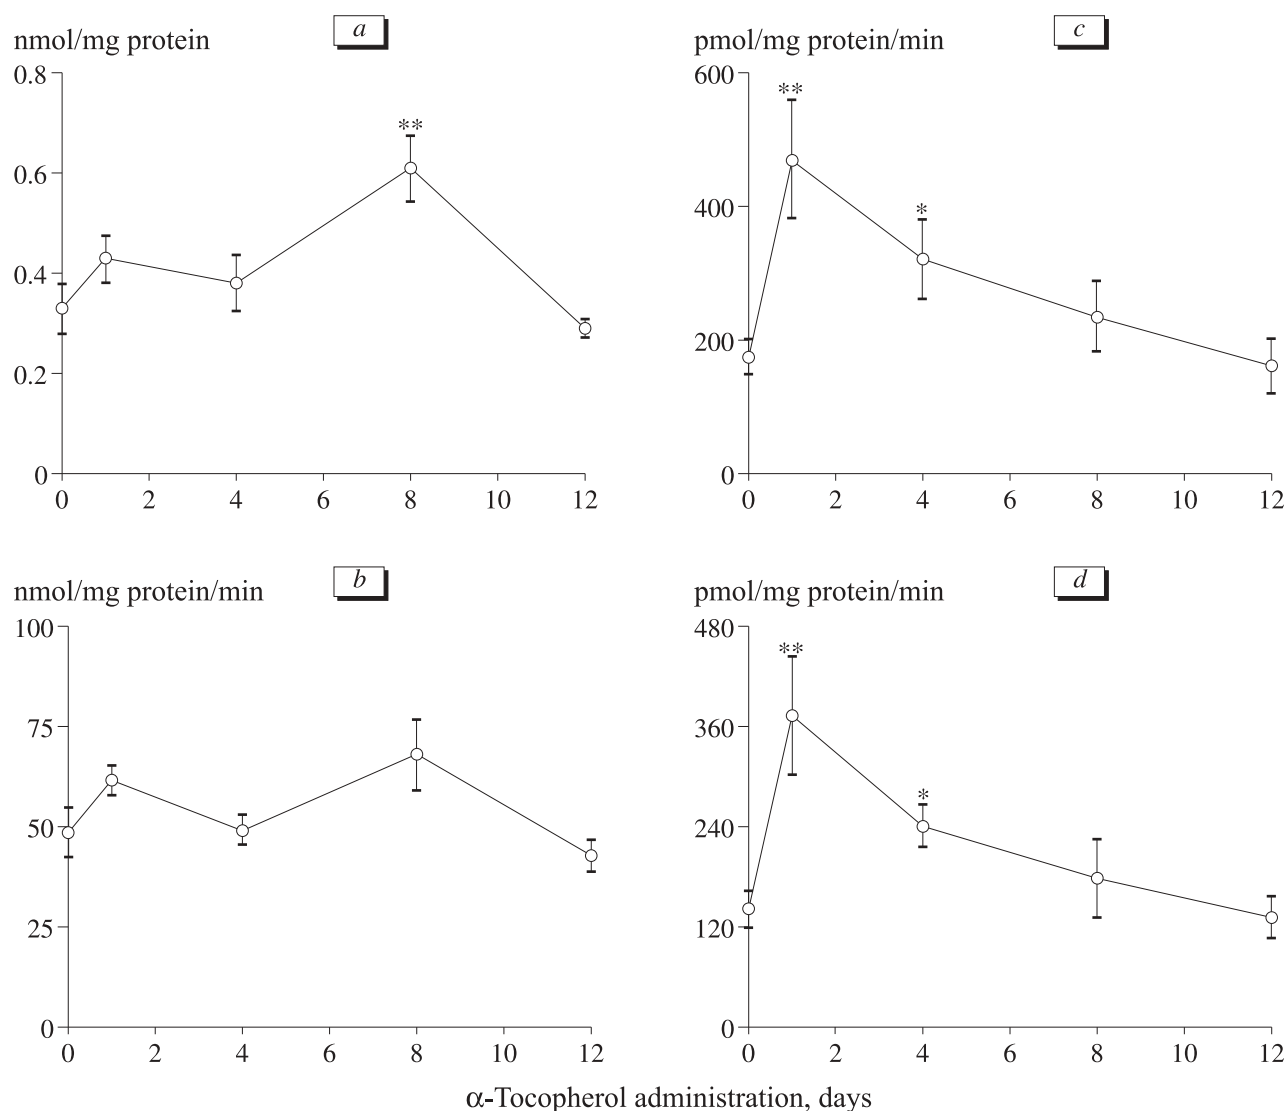 a
nmol/mg protein
0.8
0.6
0.4
0.2
0
0 2 4 6 8 10 12
**
c
pmol/mg protein/min
600
400
200
0
0 2 4 6 8 10 12
**
*
b
nmol/mg protein/min
100
75
50
25
0
0 2 4 6 8 10 12
d
pmol/mg protein/min
480
360
240
120
0
0 2 4 6 8 10 12
**
*
α-Tocopherol administration, days